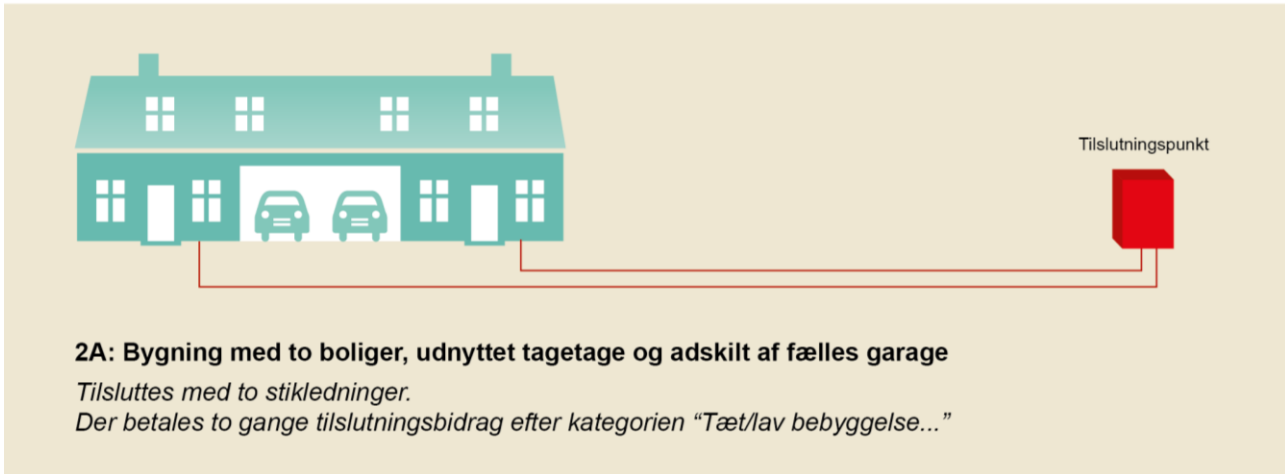 Tilslutningspunkt
2A: Bygning med to boliger, udnyttet tagetage og adskilt af fælles garage
Tilsluttes med to stikledninger.
Der betales to gange tilslutningsbidrag efter kategorien “Tæt/lav bebyggelse...”